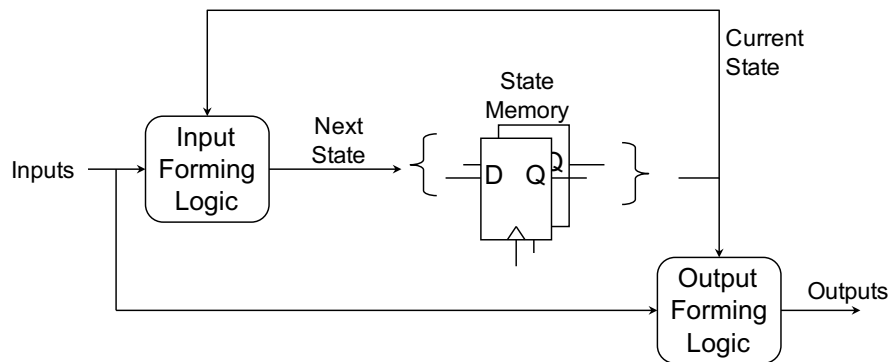 Current
State
State
Memory
Input
Forming
Logic
Next
State
Inputs
D
Q
Q
Output
Forming
Logic
Outputs